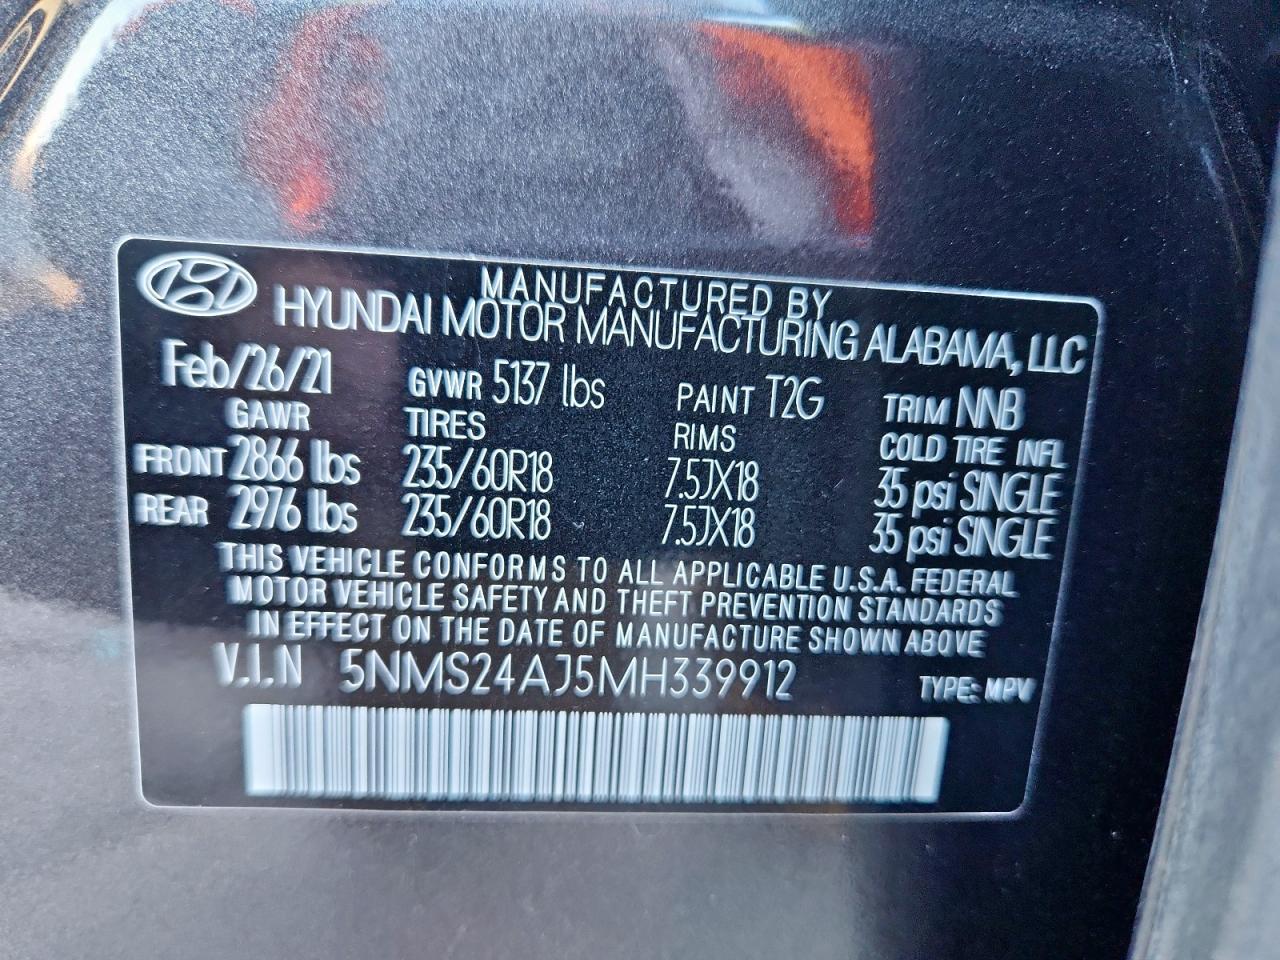 MANUFACTURED BY
HYUNDAI MOTOR MANUFACTURING ALABAMA, LLC
Feb/26/21 GVWR 5137 lbs PAINT T2G TRIM NNB
GAWR TIRES RIMS COLD TIRE INFL
FRONT 2866 lbs 235/60R18 7.5JX18 35 psi SINGLE
REAR 2976 lbs 235/60R18 7.5JX18 35 psi SINGLE
THIS VEHICLE CONFORMS TO ALL APPLICABLE U.S.A. FEDERAL
MOTOR VEHICLE SAFETY AND THEFT PREVENTION STANDARDS
IN EFFECT ON THE DATE OF MANUFACTURE SHOWN ABOVE
V.I.N 5NMS24AJ5MH339912 TYPE: MPV